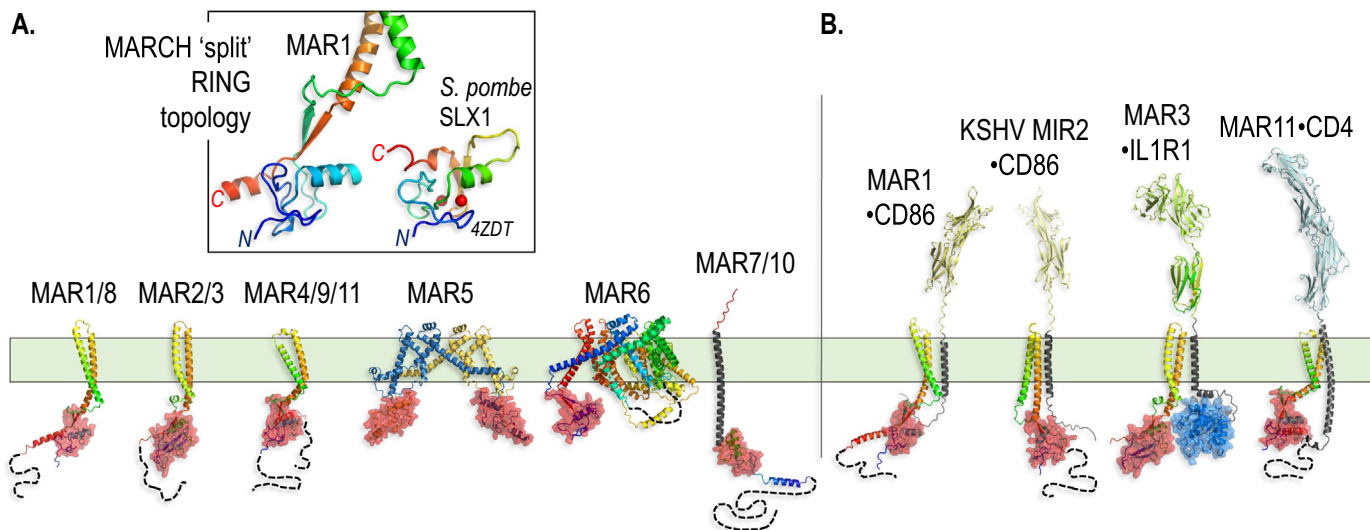 A.
MARCH ‘split’
RING
topology
MAR1
S. pombe
SLX1
C
N
C
4ZDT
MAR1/8
MAR2/3
MAR4/9/11
MAR5
MAR6
MAR7/10
B.
MAR1
•CD86
KSHV MIR2
•CD86
MAR3
•IL1R1
MAR11•CD4